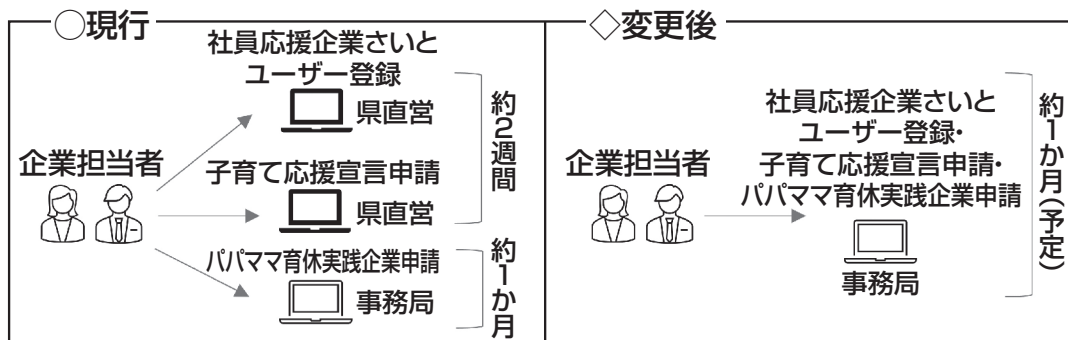 ○現行
社員応援企業さいと
ユーザー登録
県直営
約2週間
企業担当者
子育て応援宣言申請
県直営
パパママ育休実践企業申請
事務局
約1か月
◇変更後
社員応援企業さいと
ユーザー登録・
子育て応援宣言申請・
パパママ育休実践企業申請
企業担当者
事務局
約1か月(予定)